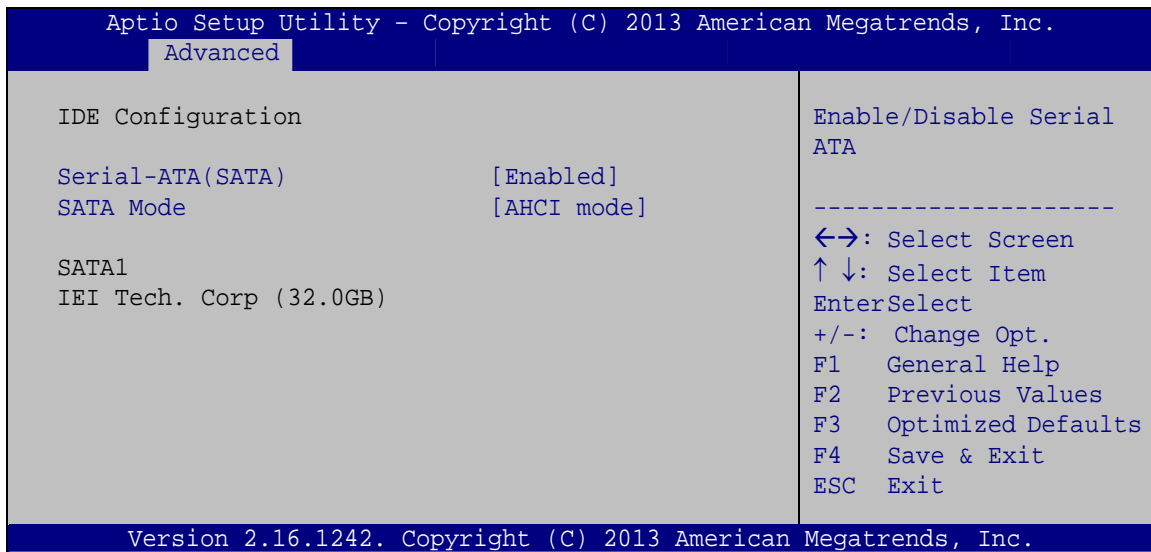 Aptio Setup Utility – Copyright (C) 2013 American Megatrends, Inc.
Advanced
IDE Configuration
Serial-ATA(SATA) [Enabled]
SATA Mode [AHCI mode]
SATA1
IEI Tech. Corp (32.0GB)
Enable/Disable Serial
ATA
---------------------
←→: Select Screen
↑ ↓: Select Item
EnterSelect
+/-: Change Opt.
F1 General Help
F2 Previous Values
F3 Optimized Defaults
F4 Save & Exit
ESC Exit
Version 2.16.1242. Copyright (C) 2013 American Megatrends, Inc.